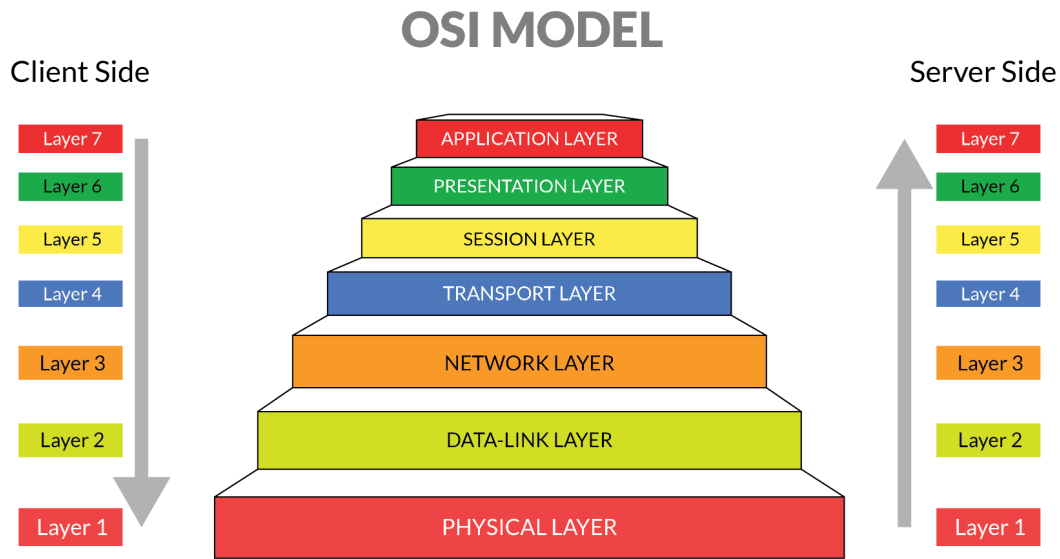 OSI MODEL
Client Side
Server Side
Layer 7
APPLICATION LAYER
Layer 7
Layer 6
PRESENTATION LAYER
Layer 6
Layer 5
SESSION LAYER
Layer 5
Layer 4
TRANSPORT LAYER
Layer 4
Layer 3
NETWORK LAYER
Layer 3
Layer 2
DATA-LINK LAYER
Layer 2
Layer 1
PHYSICAL LAYER
Layer 1